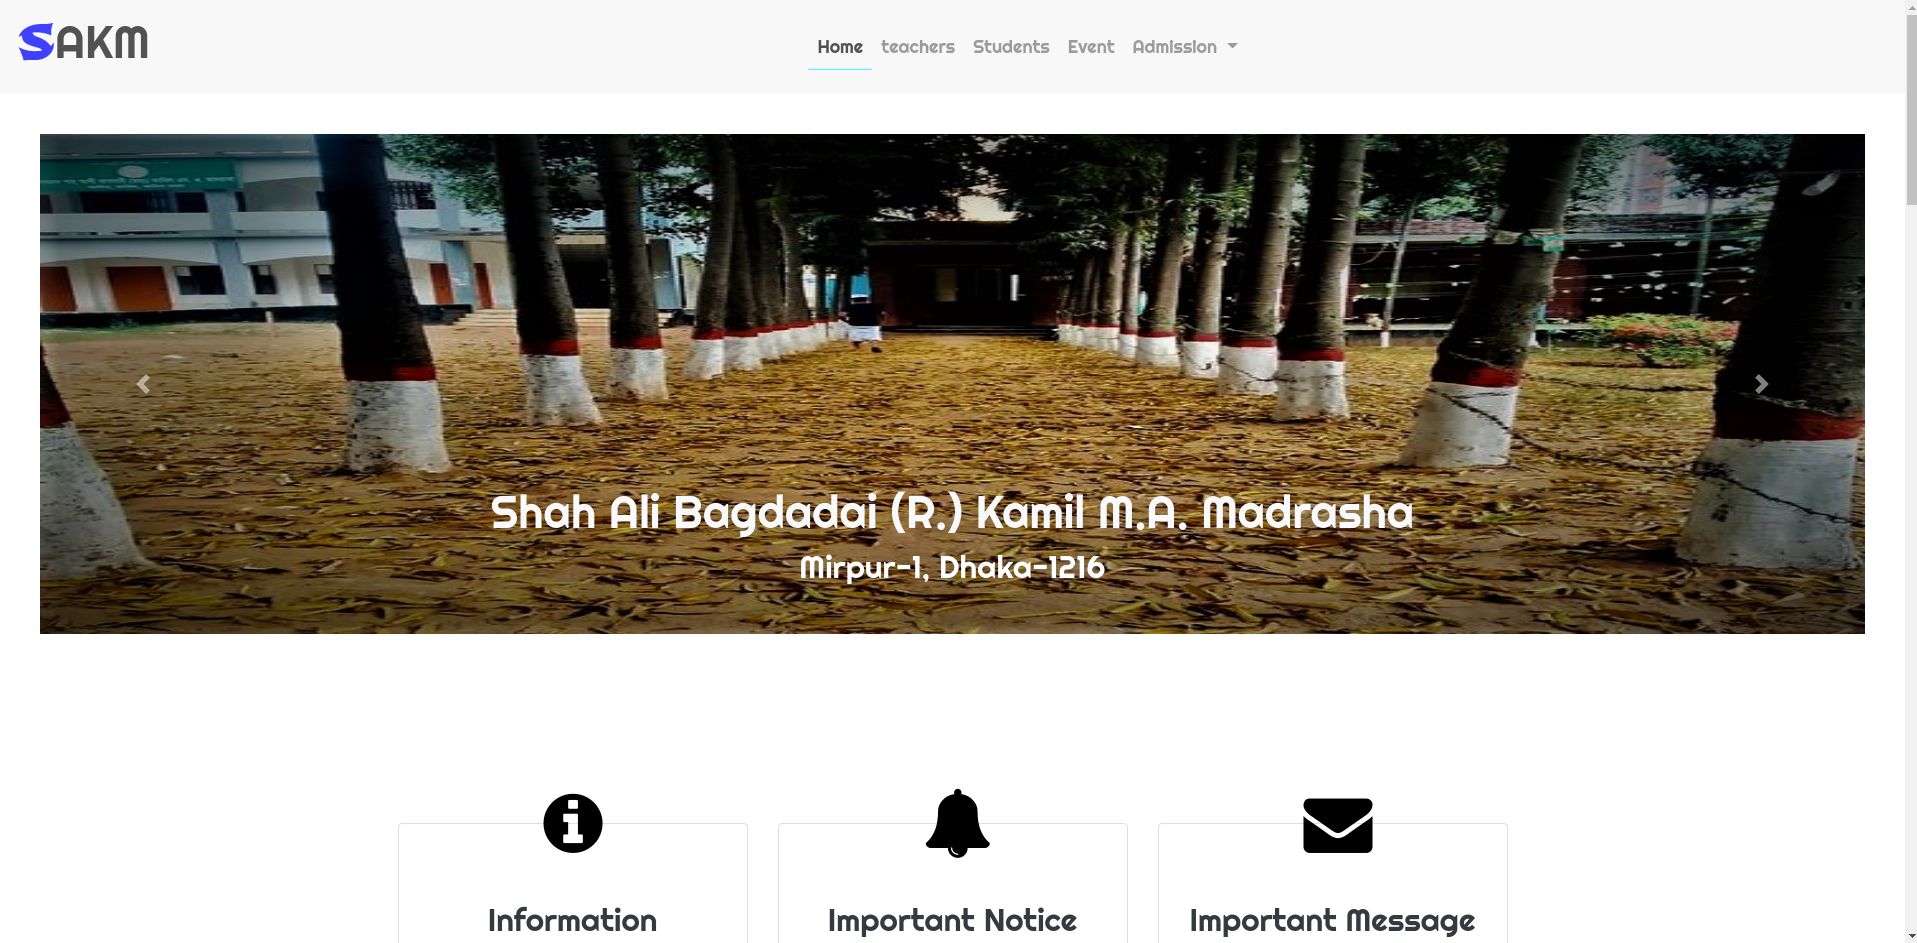 SAKM
Home teachers Students Event Admission
Shah Ali Bagdadai (R.) Kamil M.A. Madrasha
Mirpur-1, Dhaka-1216
Information
Important Notice
Important Message